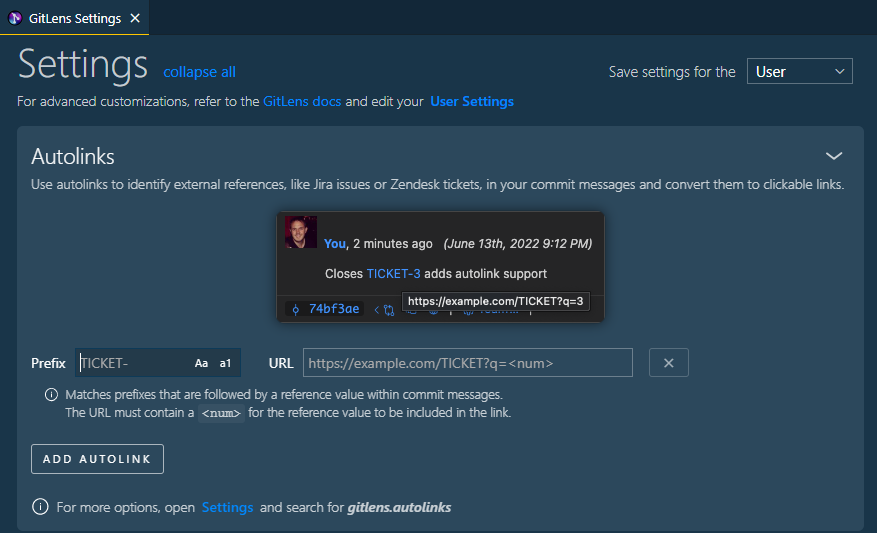 GitLens Settings
Settings collapse all
Save settings for the User
For advanced customizations, refer to the GitLens docs and edit your User Settings
Autolinks
Use autolinks to identify external references, like Jira issues or Zendesk tickets, in your commit messages and convert them to clickable links.
You, 2 minutes ago (June 13th, 2022 9:12 PM)
Closes TICKET-3 adds autolink support
https://example.com/TICKET?q=3
74bf3ae
Prefix TICKET- Aa a1 URL https://example.com/TICKET?q=<num>
Matches prefixes that are followed by a reference value within commit messages.
The URL must contain a <num> for the reference value to be included in the link.
ADD AUTOLINK
For more options, open Settings and search for gitlens.autolinks